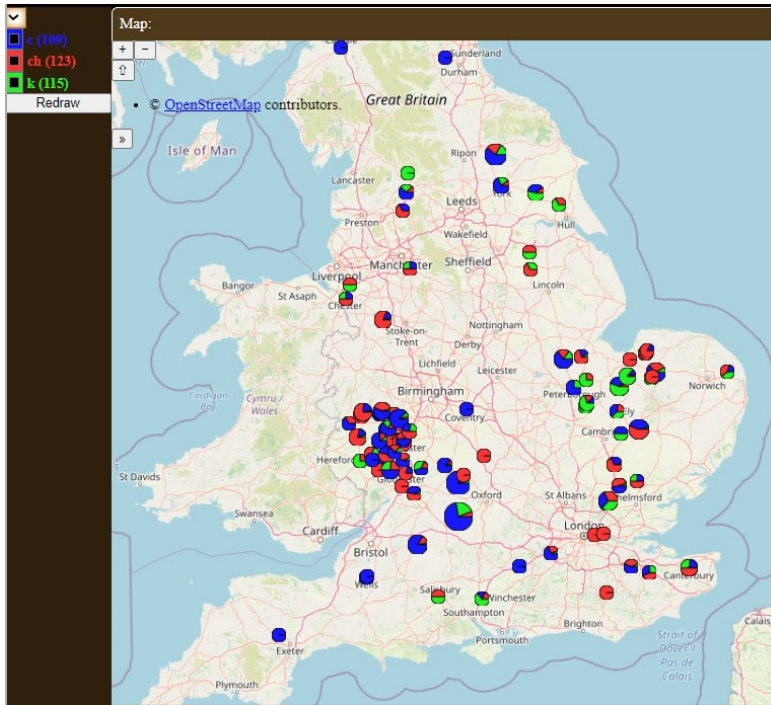 Map:
c (109)
ch (123)
k (115)
Redraw
+
−
⇧
»
• © OpenStreetMap contributors.
Sunderland
Durham
Great Britain
Isle of Man
Ripon
Lancaster
York
Leeds
Preston
Hull
Wakefield
Manchester
Sheffield
Liverpool
Bangor
St Asaph
Chester
Lincoln
Stoke-on-Trent
Nottingham
Derby
Lichfield
Leicester
Norwich
Peterborough
Birmingham
Cardigan Bay
Cymru / Wales
Coventry
Ely
Hereford
St Davids
Oxford
St Albans
Chelmsford
Swansea
London
Cardiff
Bristol
Canterbury
Wells
Salisbury
Winchester
Southampton
Calais
Brighton
Portsmouth
Strait of Dover / Pas de Calais
Exeter
Plymouth